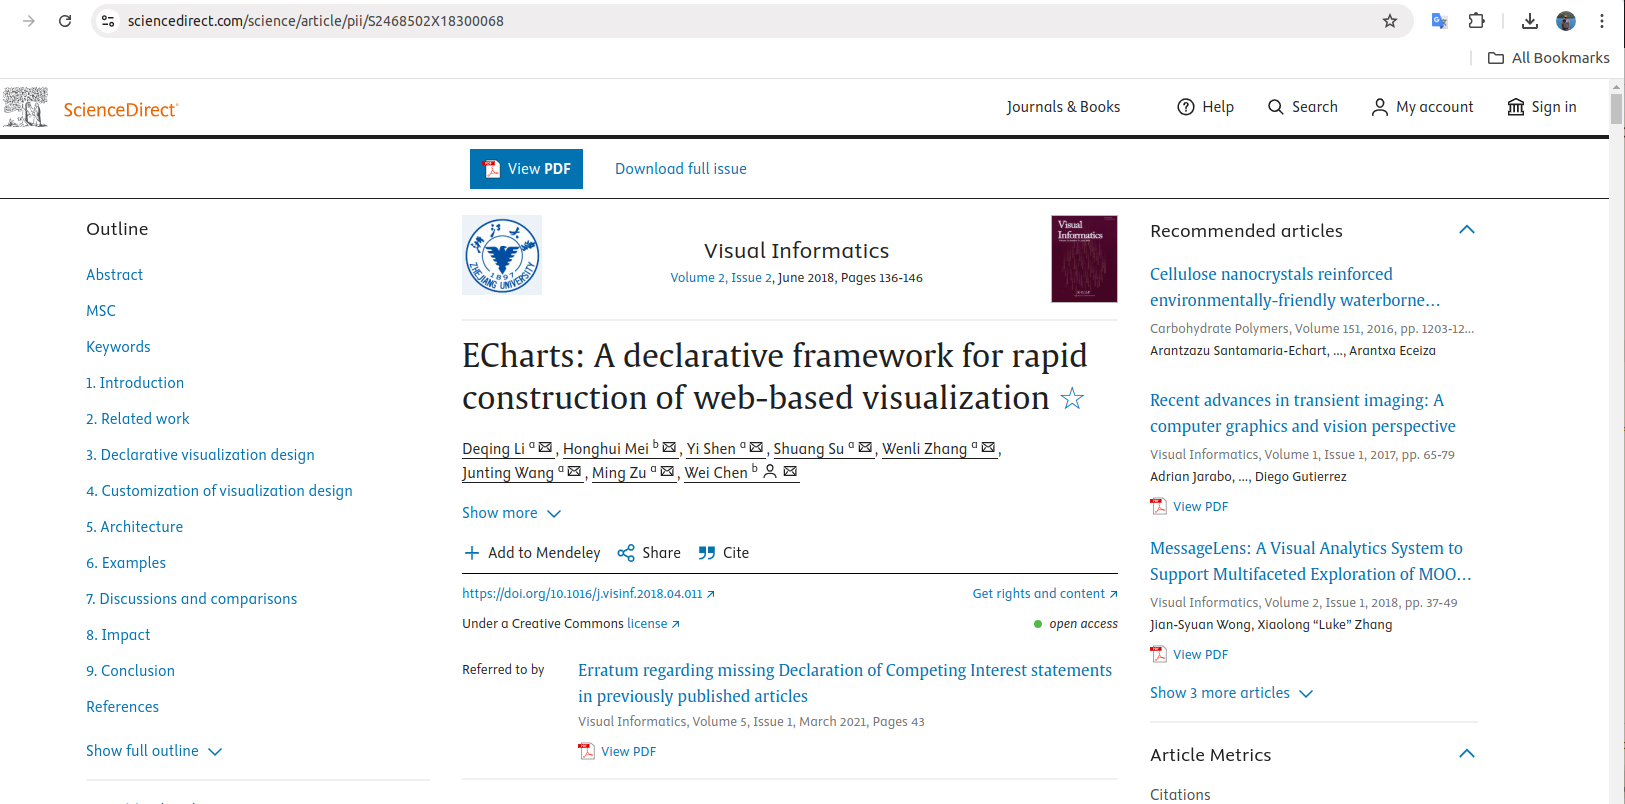 sciencedirect.com/science/article/pii/S2468502X18300068
All Bookmarks
ScienceDirect
Journals & Books
Help
Search
My account
Sign in
View PDF
Download full issue
Outline
Abstract
MSC
Keywords
1. Introduction
2. Related work
3. Declarative visualization design
4. Customization of visualization design
5. Architecture
6. Examples
7. Discussions and comparisons
8. Impact
9. Conclusion
References
Show full outline
ZHEJIANG UNIVERSITY
1897
Visual Informatics
Volume 2, Issue 2, June 2018, Pages 136-146
Visual
Informatics
ECharts: A declarative framework for rapid
construction of web-based visualization
Deqing Li a, Honghui Mei b, Yi Shen a, Shuang Su a, Wenli Zhang a,
Junting Wang a, Ming Zu a, Wei Chen b
Show more
Add to Mendeley
Share
Cite
https://doi.org/10.1016/j.visinf.2018.04.011
Get rights and content
Under a Creative Commons license
open access
Referred to by
Erratum regarding missing Declaration of Competing Interest statements
in previously published articles
Visual Informatics, Volume 5, Issue 1, March 2021, Pages 43
View PDF
Recommended articles
Cellulose nanocrystals reinforced
environmentally-friendly waterborne…
Carbohydrate Polymers, Volume 151, 2016, pp. 1203-12…
Arantzazu Santamaria-Echart, …, Arantxa Eceiza
Recent advances in transient imaging: A
computer graphics and vision perspective
Visual Informatics, Volume 1, Issue 1, 2017, pp. 65-79
Adrian Jarabo, …, Diego Gutierrez
View PDF
MessageLens: A Visual Analytics System to
Support Multifaceted Exploration of MOO…
Visual Informatics, Volume 2, Issue 1, 2018, pp. 37-49
Jian-Syuan Wong, Xiaolong “Luke” Zhang
View PDF
Show 3 more articles
Article Metrics
Citations